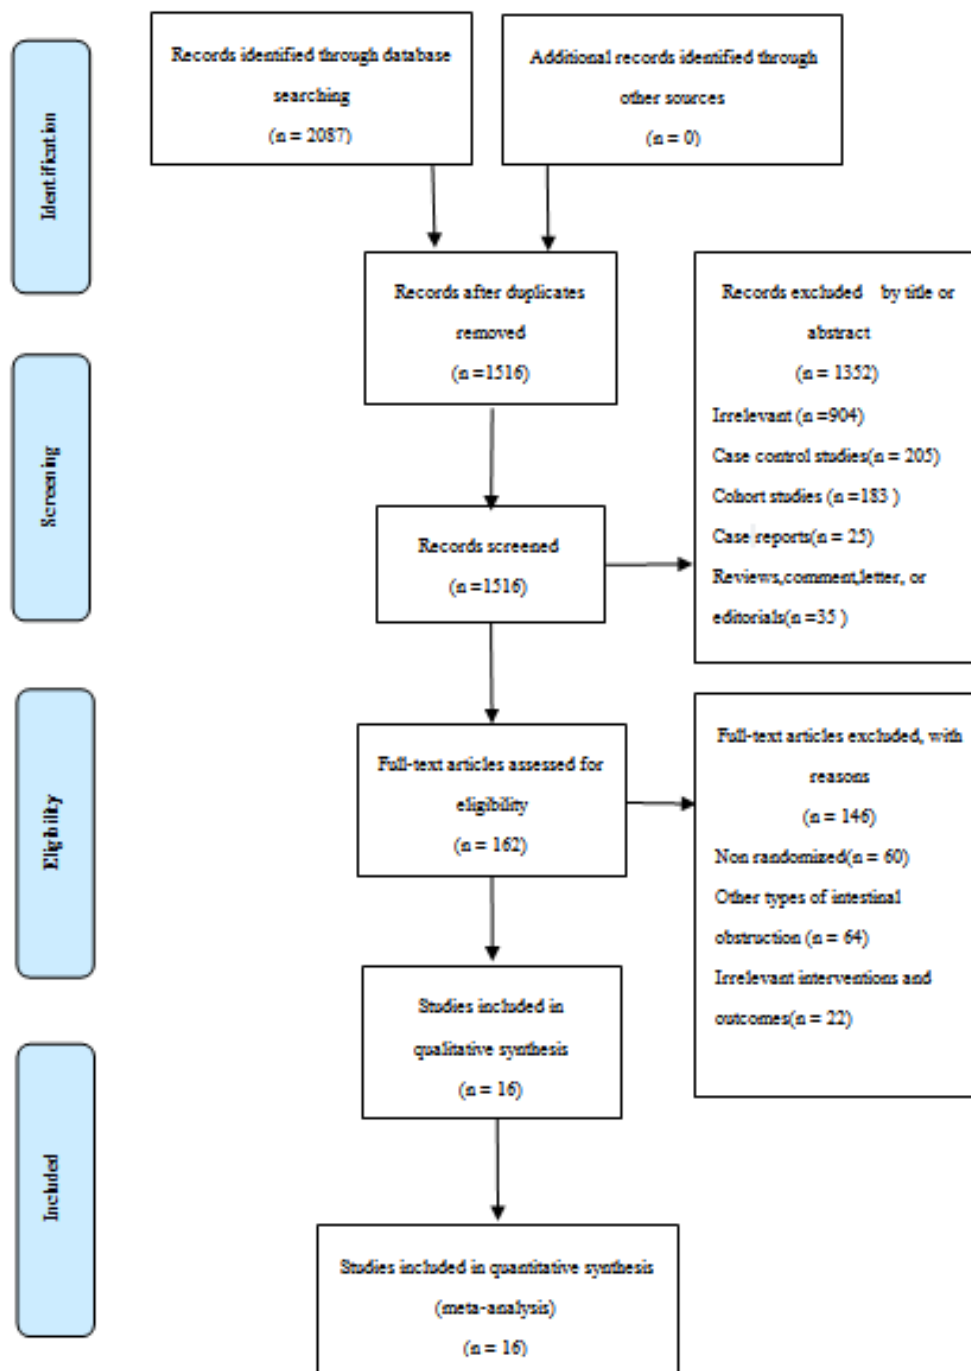 Identification
Records identified through database
searching
(n = 2087)
Additional records identified through
other sources
(n = 0)
Records after duplicates
removed
(n =1516)
Records excluded by title or
abstract
(n = 1352)
Irrelevant (n =904)
Case control studies(n = 205)
Cohort studies (n =183 )
Case reports(n = 25)
Reviews,comment,letter, or
editorials(n =35 )
Screening
Records screened
(n =1516)
Eligibility
Full-text articles assessed for
eligibility
(n = 162)
Full-text articles excluded, with
reasons
(n = 146)
Non randomized(n = 60)
Other types of intestinal
obstruction (n = 64)
Irrelevant interventions and
outcomes(n = 22)
Included
Studies included in
qualitative synthesis
(n = 16)
Studies included in quantitative synthesis
(meta-analysis)
(n = 16)